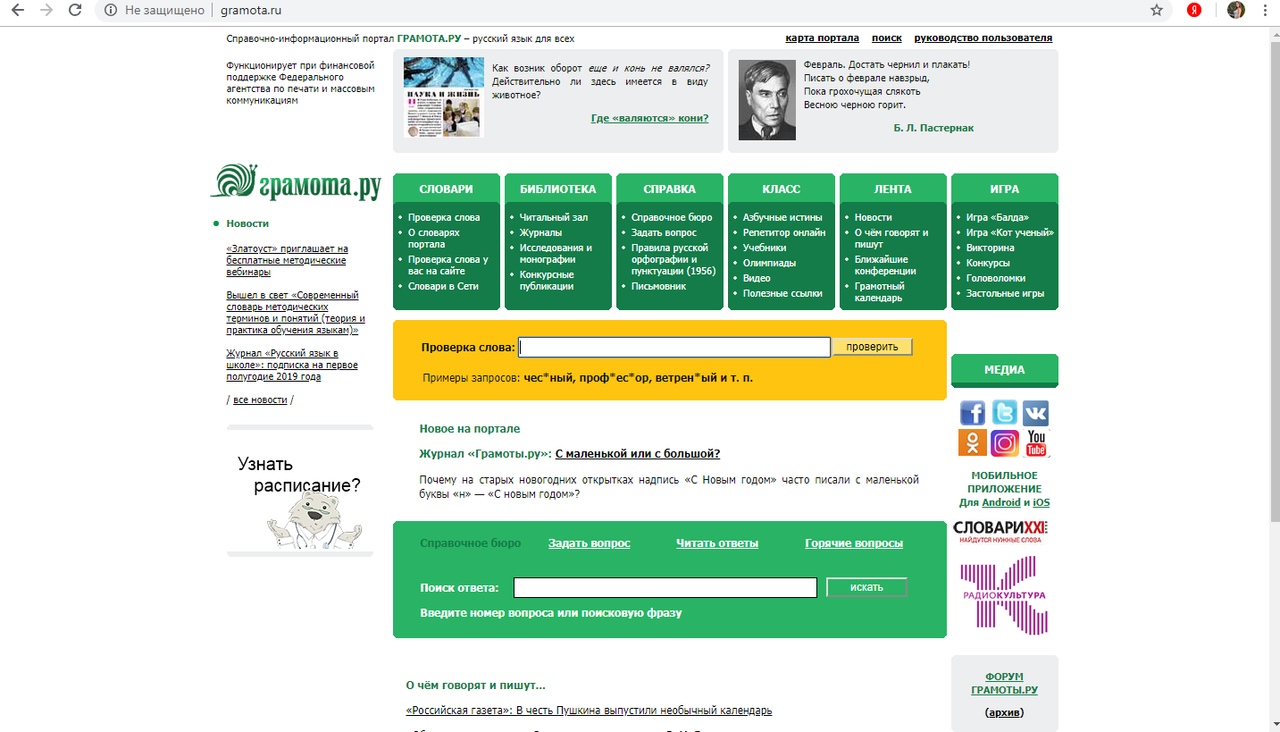 Не защищено
gramota.ru
Справочно-информационный портал ГРАМОТА.РУ – русский язык для всех
карта портала
поиск
руководство пользователя
Функционирует при финансовой
поддержке Федерального
агентства по печати и массовым
коммуникациям
НАУКА И ЖИЗНЬ
Как возник оборот еще и конь не валялся?
Действительно ли здесь имеется в виду
животное?
Где «валяются» кони?
Февраль. Достать чернил и плакать!
Писать о феврале навзрыд,
Пока грохочущая слякоть
Весною черною горит.
Б. Л. Пастернак
грамота.ру
СЛОВАРИ
Проверка слова
О словарях
портала
Проверка слова у
вас на сайте
Словари в Сети
БИБЛИОТЕКА
Читальный зал
Журналы
Исследования и
монографии
Конкурсные
публикации
СПРАВКА
Справочное бюро
Задать вопрос
Правила русской
орфографии и
пунктуации (1956)
Письмовник
КЛАСС
Азбучные истины
Репетитор онлайн
Учебники
Олимпиады
Видео
Полезные ссылки
ЛЕНТА
Новости
О чём говорят и
пишут
Ближайшие
конференции
Грамотный
календарь
ИГРА
Игра «Балда»
Игра «Кот ученый»
Викторина
Конкурсы
Головоломки
Застольные игры
Новости
«Златоуст» приглашает на
бесплатные методические
вебинары
Вышел в свет «Современный
словарь методических
терминов и понятий (теория и
практика обучения языкам)»
Журнал «Русский язык в
школе»: подписка на первое
полугодие 2019 года
/ все новости /
Узнать
расписание?
Проверка слова:
проверить
Примеры запросов: чес*ный, проф*ес*ор, ветрен*ый и т. п.
Новое на портале
Журнал «Грамоты.ру»: С маленькой или с большой?
Почему на старых новогодних открытках надпись «С Новым годом» часто писали с маленькой
буквы «н» — «С новым годом»?
Справочное бюро
Задать вопрос
Читать ответы
Горячие вопросы
Поиск ответа:
искать
Введите номер вопроса или поисковую фразу
О чём говорят и пишут...
«Российская газета»: В честь Пушкина выпустили необычный календарь
МЕДИА
You
Tube
МОБИЛЬНОЕ
ПРИЛОЖЕНИЕ
Для Android и iOS
СЛОВАРИXXI
НАЙДУТСЯ НУЖНЫЕ СЛОВА
РАДИОКУЛЬТУРА
ФОРУМ
ГРАМОТЫ.РУ
(архив)